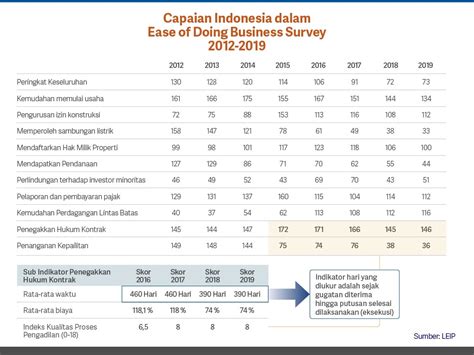 Capaian Indonesia dalam
Ease of Doing Business Survey
2012-2019
2012 2013 2014 2015 2016 2017 2018 2019
Peringkat Keseluruhan 130 128 120 114 106 91 72 73
Kemudahan memulai usaha 161 166 175 155 167 151 144 134
Pengurusan izin konstruksi 72 75 88 153 113 116 108 112
Memperoleh sambungan listrik 158 147 121 78 61 49 38 33
Mendaftarkan Hak Milik Properti 99 98 101 117 123 118 106 100
Mendapatkan Pendanaan 127 129 86 71 70 62 55 44
Perlindungan terhadap investor minoritas 46 49 52 43 69 70 43 51
Pelaporan dan pembayaran pajak 129 131 137 160 115 104 114 112
Kemudahan Perdagangan Lintas Batas 40 37 54 62 113 108 112 116
Penegakkan Hukum Kontrak 145 144 147 172 171 166 145 146
Penanganan Kepailitan 149 148 144 75 74 76 38 36
Sub Indikator Penegakkan Hukum Kontrak Skor 2016 Skor 2017 Skor 2018 Skor 2019
Rata-rata waktu 460 Hari 460 Hari 390 Hari 390 Hari
Rata-rata biaya 118,1 % 118 % 74 % 74 %
Indeks Kualitas Proses Pengadilan (0-18) 6,5 8 8 8
Indikator hari yang
diukur adalah sejak
gugatan diterima
hingga putusan selesai
dilaksanakan (eksekusi)
Sumber: LEIP